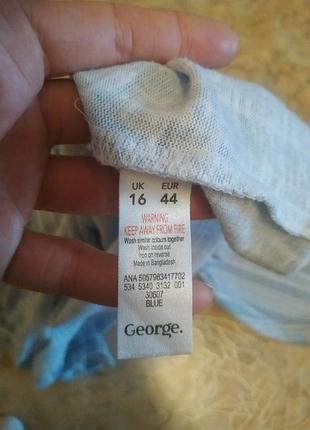 UK EUR
16 44
WARNING
KEEP AWAY FROM FIRE
Wash similar colours together
Wash inside out
Iron on reverse
Made in Bangladesh
ANA 5057983417702
534 5340 3132 001
30607
BLUE
George.